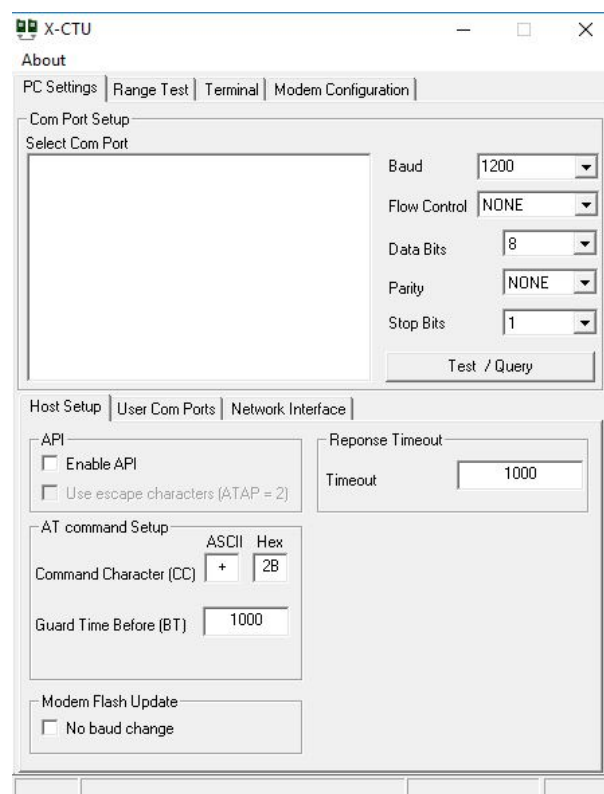 X-CTU
About
PC Settings Range Test Terminal Modem Configuration
Com Port Setup
Select Com Port
Baud 1200
Flow Control NONE
Data Bits 8
Parity NONE
Stop Bits 1
Test / Query
Host Setup User Com Ports Network Interface
API
Enable API
Use escape characters (ATAP = 2)
Reponse Timeout
Timeout 1000
AT command Setup
ASCII Hex
Command Character (CC) + 2B
Guard Time Before (BT) 1000
Modem Flash Update
No baud change